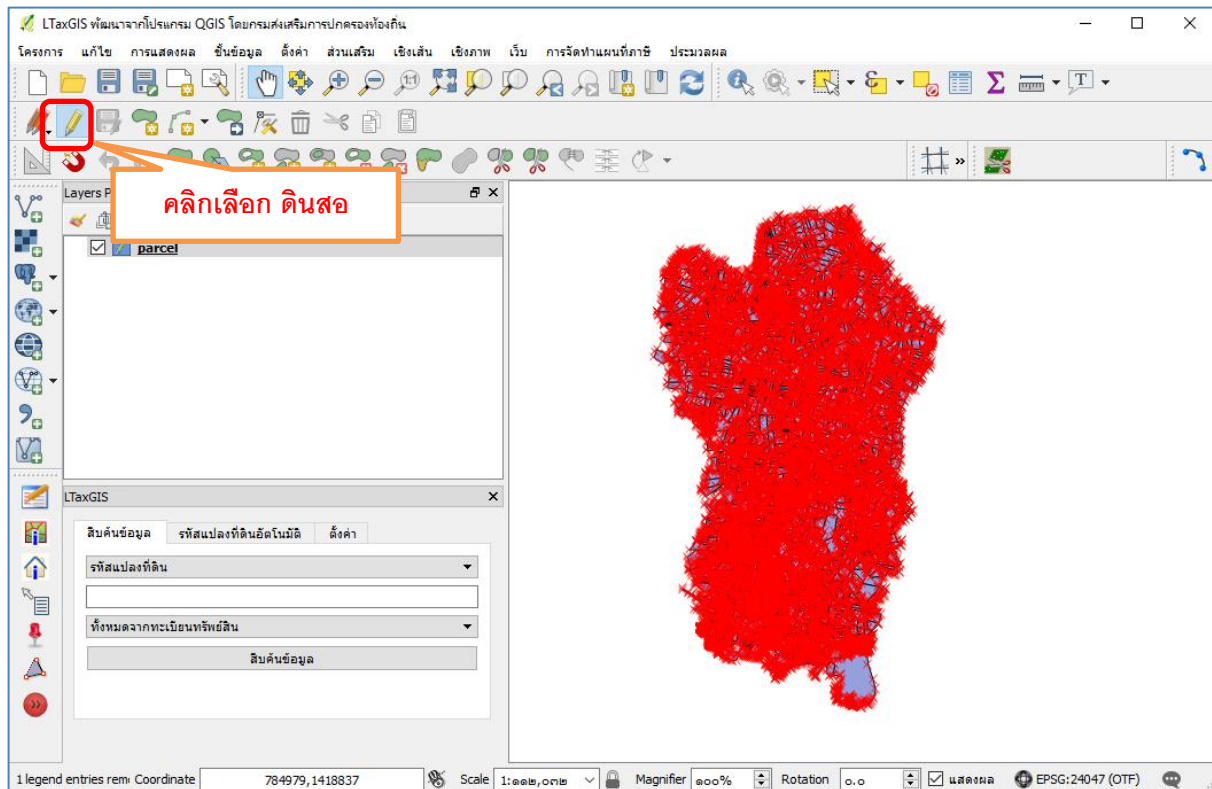 LTaxGIS พัฒนาจากโปรแกรม QGIS โดยกรมส่งเสริมการปกครองท้องถิ่น
โครงการ แก้ไข การแสดงผล ชั้นข้อมูล ตั้งค่า ส่วนเสริม เชิงเส้น เชิงภาพ เว็บ การจัดทำแผนที่ภาษี ประมวลผล
คลิกเลือก ดินสอ
Layers P
parcel
LTaxGIS
สืบค้นข้อมูล รหัสแปลงที่ดินอัตโนมัติ ตั้งค่า
รหัสแปลงที่ดิน
ทั้งหมดจากทะเบียนทรัพย์สิน
สืบค้นข้อมูล
1 legend entries rem Coordinate 784979,1418837 Scale 1:๑๑๒,๐๓๒ Magnifier ๑๐๐% Rotation ๐.๐ แสดงผล EPSG:24047 (OTF)